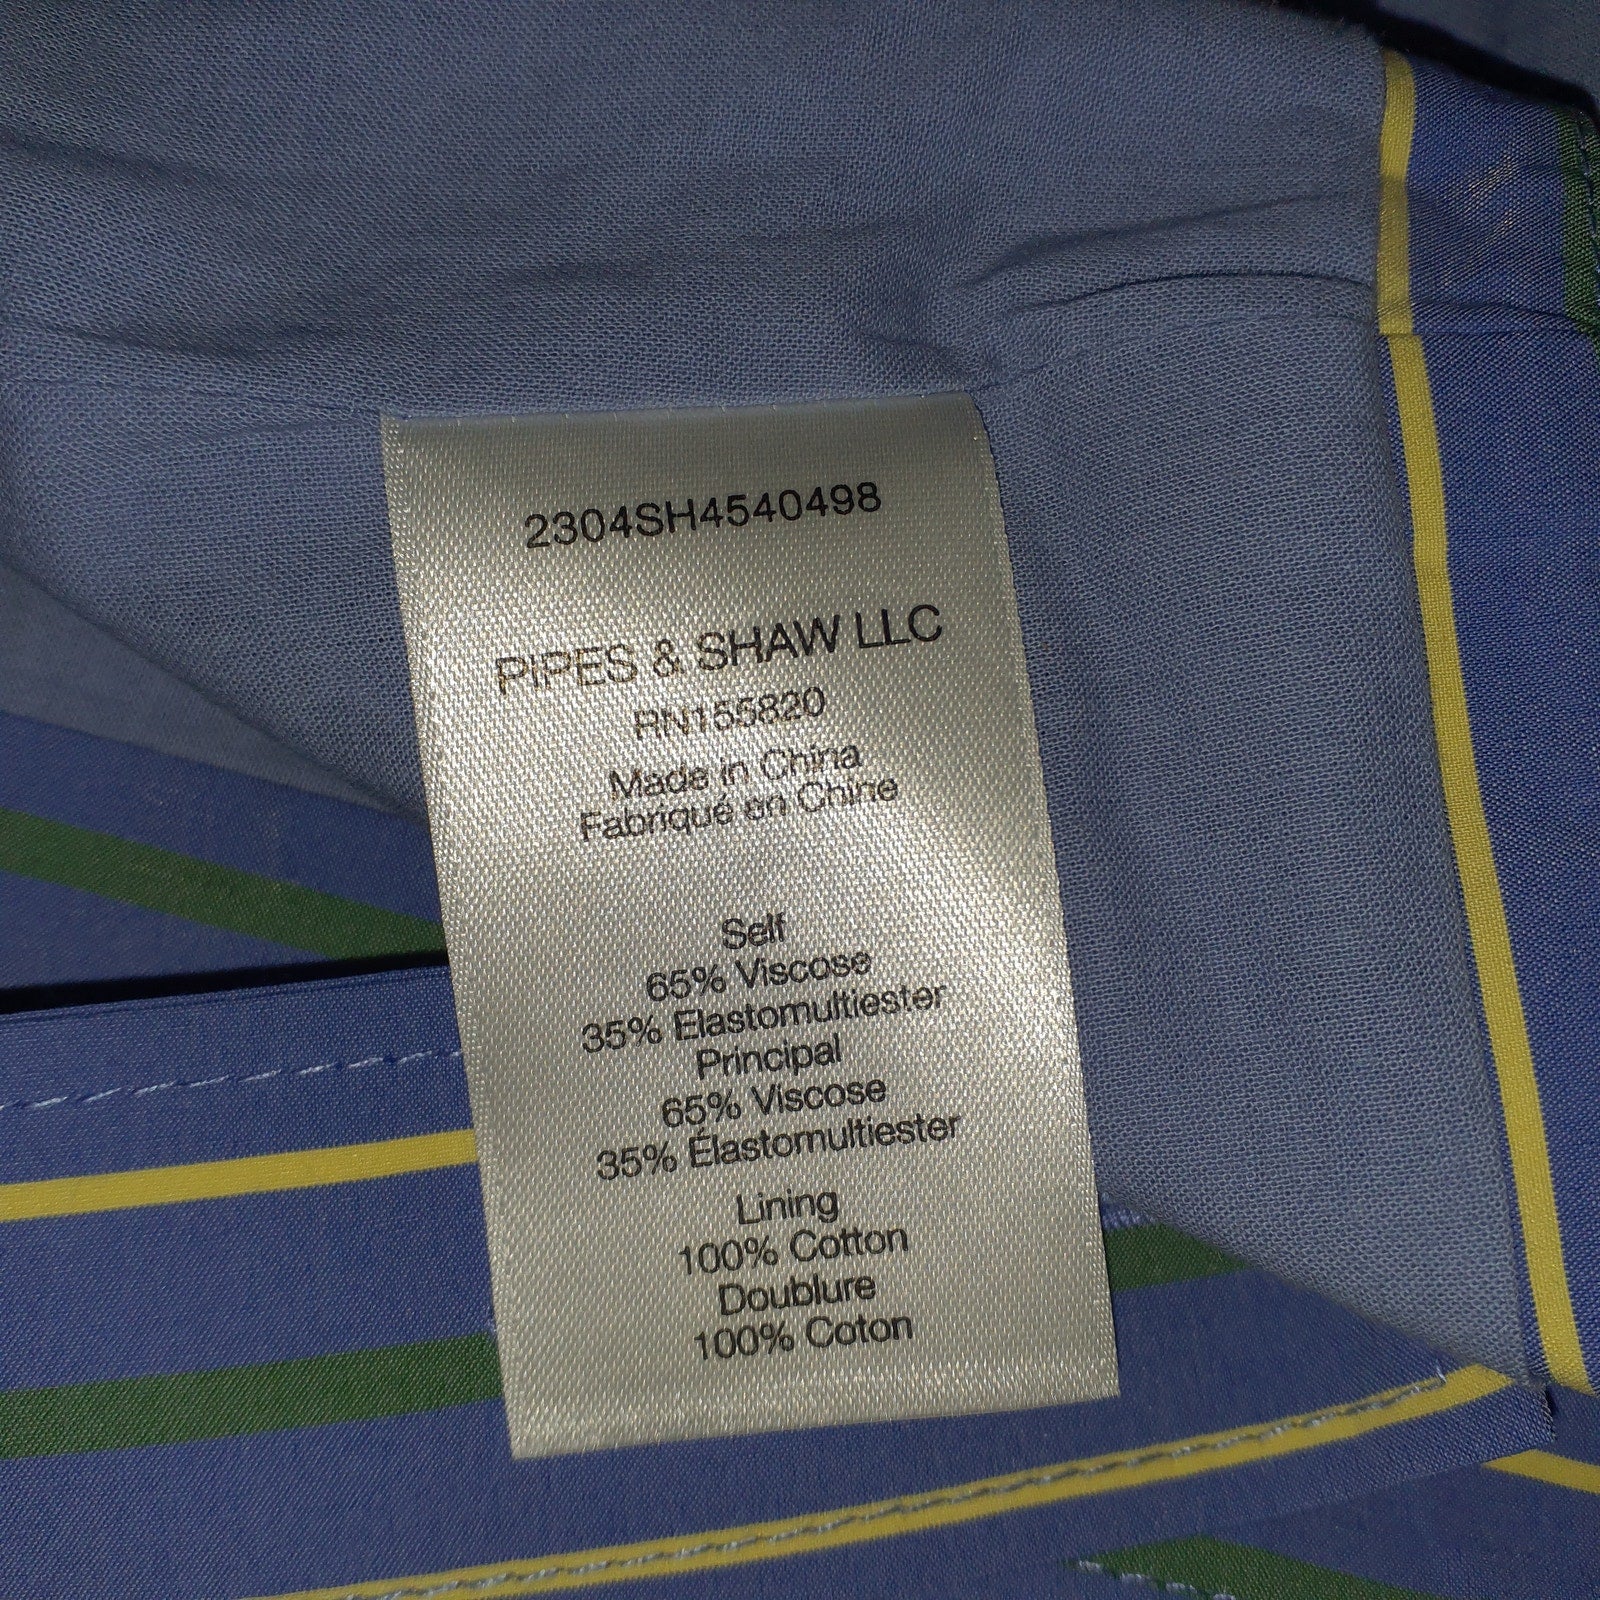 2304SH4540498
PIPES & SHAW LLC
RN155820
Made in China
Fabriqué en Chine
Self
65% Viscose
35% Elastomultiester
Principal
65% Viscose
35% Élastomultiester
Lining
100% Cotton
Doublure
100% Coton